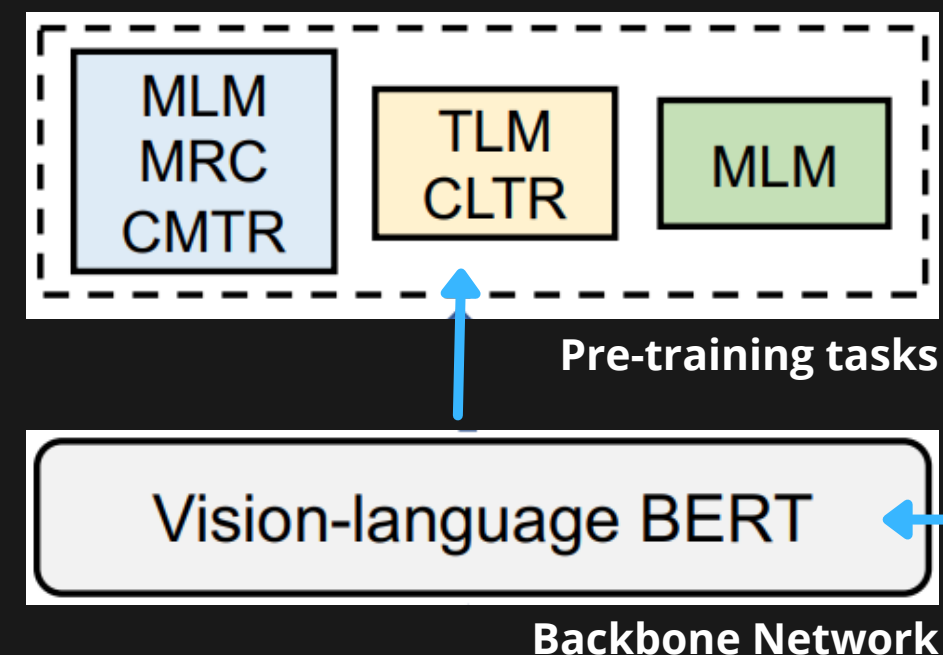 MLM
MRC
CMTR
TLM
CLTR
MLM
Pre-training tasks
Vision-language BERT
Backbone Network